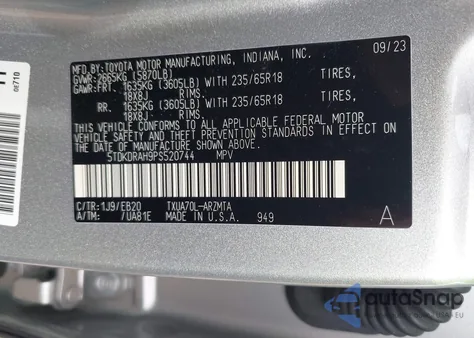 MFD. BY: TOYOTA MOTOR MANUFACTURING, INDIANA, INC. 09/23
GVWR: 2665KG (5870LB)
GAWR: FRT. 1635KG (3605LB) WITH 235/65R18 TIRES,
18X8J RIMS.
RR. 1635KG (3605LB) WITH 235/65R18 TIRES,
18X8J RIMS.
THIS VEHICLE CONFORMS TO ALL APPLICABLE FEDERAL MOTOR
VEHICLE SAFETY AND THEFT PREVENTION STANDARDS IN EFFECT
ON THE DATE OF MANUFACTURE SHOWN ABOVE.
5TDKDRAH9PS520744 MPV
C/TR: 1J9/EB20 TXUA70L-ARZMTA
A/TM: /UA81E MADE IN U.S.A. 949
A
autoSnap